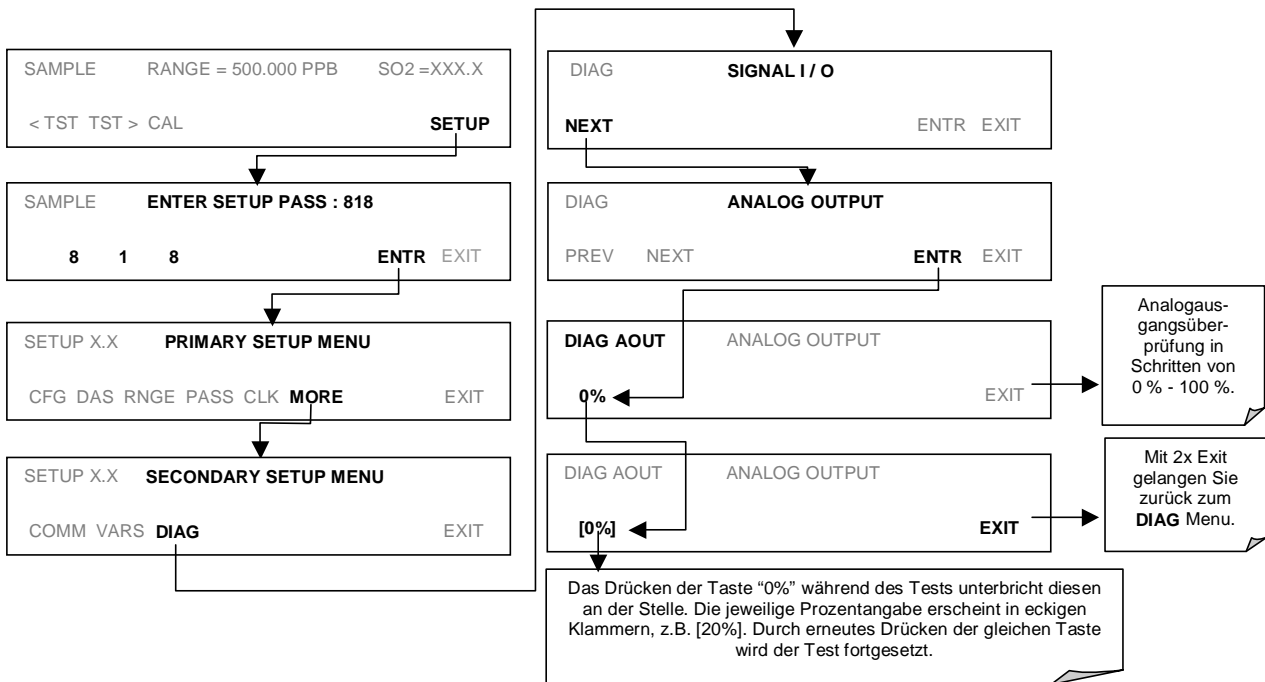 SAMPLE RANGE = 500.000 PPB SO2 =XXX.X
< TST TST > CAL SETUP
SAMPLE ENTER SETUP PASS : 818
8 1 8 ENTR EXIT
SETUP X.X PRIMARY SETUP MENU
CFG DAS RNGE PASS CLK MORE EXIT
SETUP X.X SECONDARY SETUP MENU
COMM VARS DIAG EXIT
DIAG SIGNAL I / O
NEXT ENTR EXIT
DIAG ANALOG OUTPUT
PREV NEXT ENTR EXIT
DIAG AOUT ANALOG OUTPUT
0% EXIT
Analogaus-
gangsüber-
prüfung in
Schritten von
0 % - 100 %.
DIAG AOUT ANALOG OUTPUT
[0%] EXIT
Mit 2x Exit
gelangen Sie
zurück zum
DIAG Menu.
Das Drücken der Taste “0%” während des Tests unterbricht diesen
an der Stelle. Die jeweilige Prozentangabe erscheint in eckigen
Klammern, z.B. [20%]. Durch erneutes Drücken der gleichen Taste
wird der Test fortgesetzt.